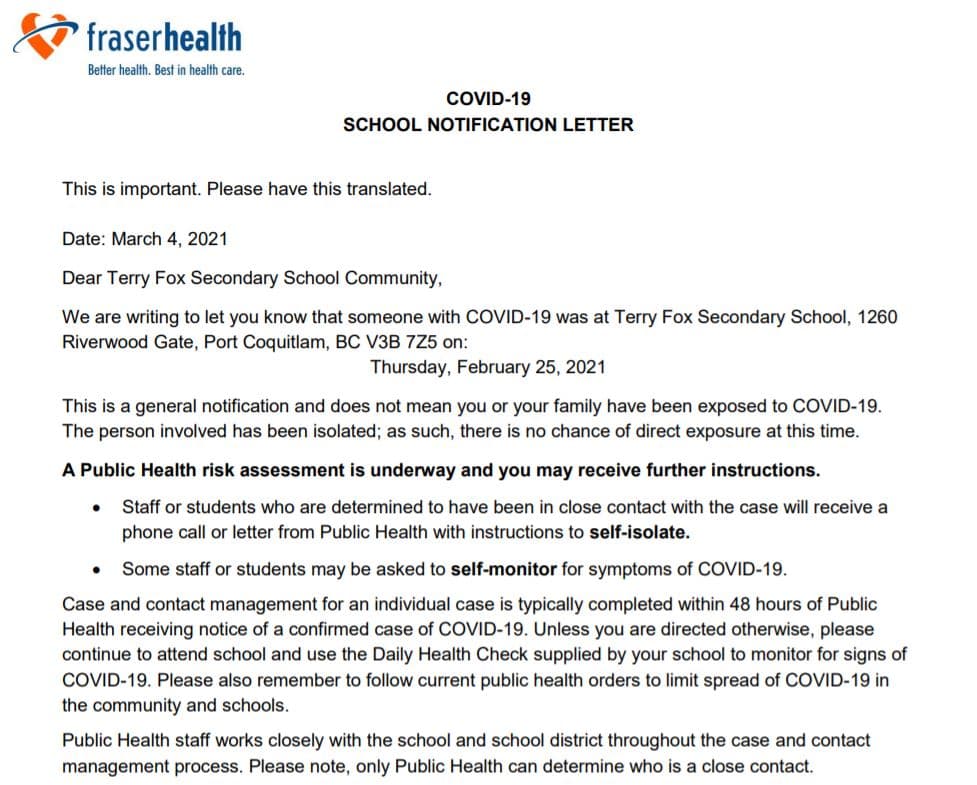 fraserhealth
Better health. Best in health care.
COVID-19
SCHOOL NOTIFICATION LETTER
This is important. Please have this translated.
Date: March 4, 2021
Dear Terry Fox Secondary School Community,
We are writing to let you know that someone with COVID-19 was at Terry Fox Secondary School, 1260
Riverwood Gate, Port Coquitlam, BC V3B 7Z5 on:
Thursday, February 25, 2021
This is a general notification and does not mean you or your family have been exposed to COVID-19.
The person involved has been isolated; as such, there is no chance of direct exposure at this time.
A Public Health risk assessment is underway and you may receive further instructions.
• Staff or students who are determined to have been in close contact with the case will receive a
phone call or letter from Public Health with instructions to self-isolate.
• Some staff or students may be asked to self-monitor for symptoms of COVID-19.
Case and contact management for an individual case is typically completed within 48 hours of Public
Health receiving notice of a confirmed case of COVID-19. Unless you are directed otherwise, please
continue to attend school and use the Daily Health Check supplied by your school to monitor for signs of
COVID-19. Please also remember to follow current public health orders to limit spread of COVID-19 in
the community and schools.
Public Health staff works closely with the school and school district throughout the case and contact
management process. Please note, only Public Health can determine who is a close contact.